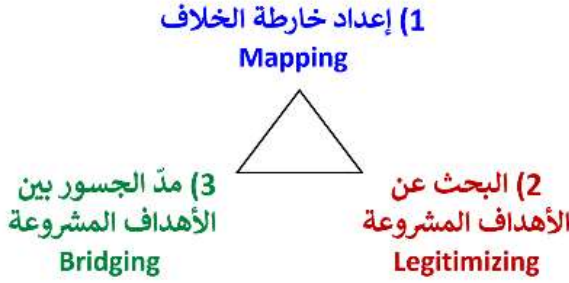 1) إعداد خارطة الخلاف
Mapping
2) البحث عن
الأهداف المشروعة
Legitimizing
3) مدّ الجسور بين
الأهداف المشروعة
Bridging